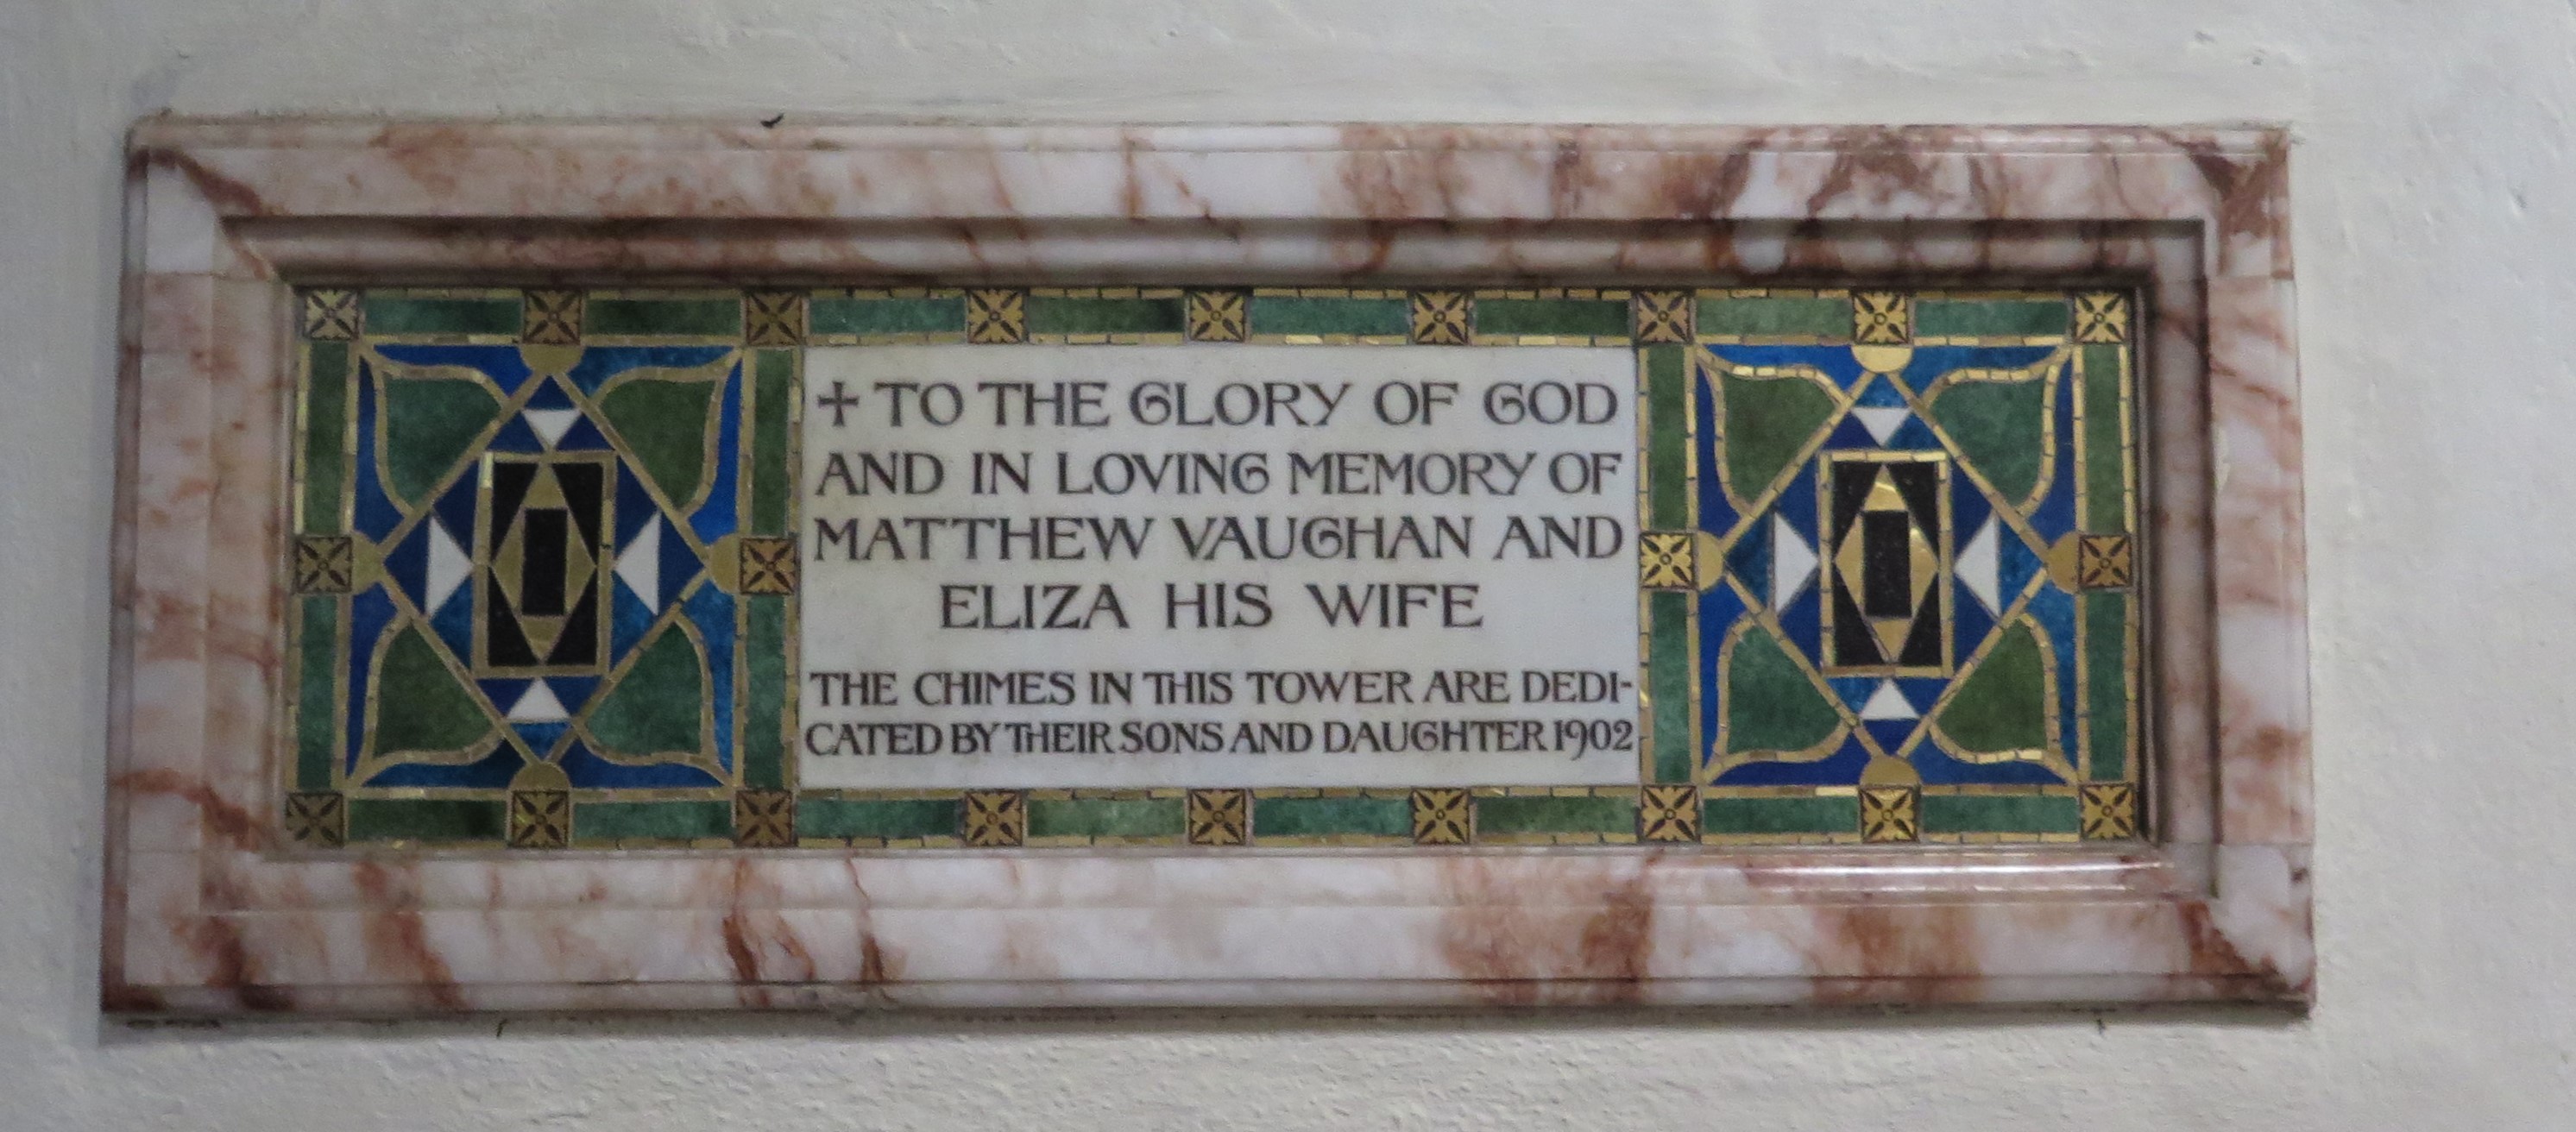 ✝ TO THE GLORY OF GOD
AND IN LOVING MEMORY OF
MATTHEW VAUGHAN AND
ELIZA HIS WIFE
THE CHIMES IN THIS TOWER ARE DEDI-
CATED BY THEIR SONS AND DAUGHTER 1902